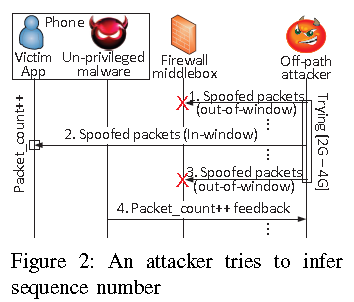 Phone
Victim App
Un-privileged malware
Firewall middlebox
Off-path attacker
Packet_count++
Trying [2G – 4G]
1. Spoofed packets
(out-of-window)
⋮
2. Spoofed packets (In-window)
⋮
3. Spoofed packets
(out-of-window)
4. Packet_count++ feedback
⋮
Figure 2: An attacker tries to infer
sequence number